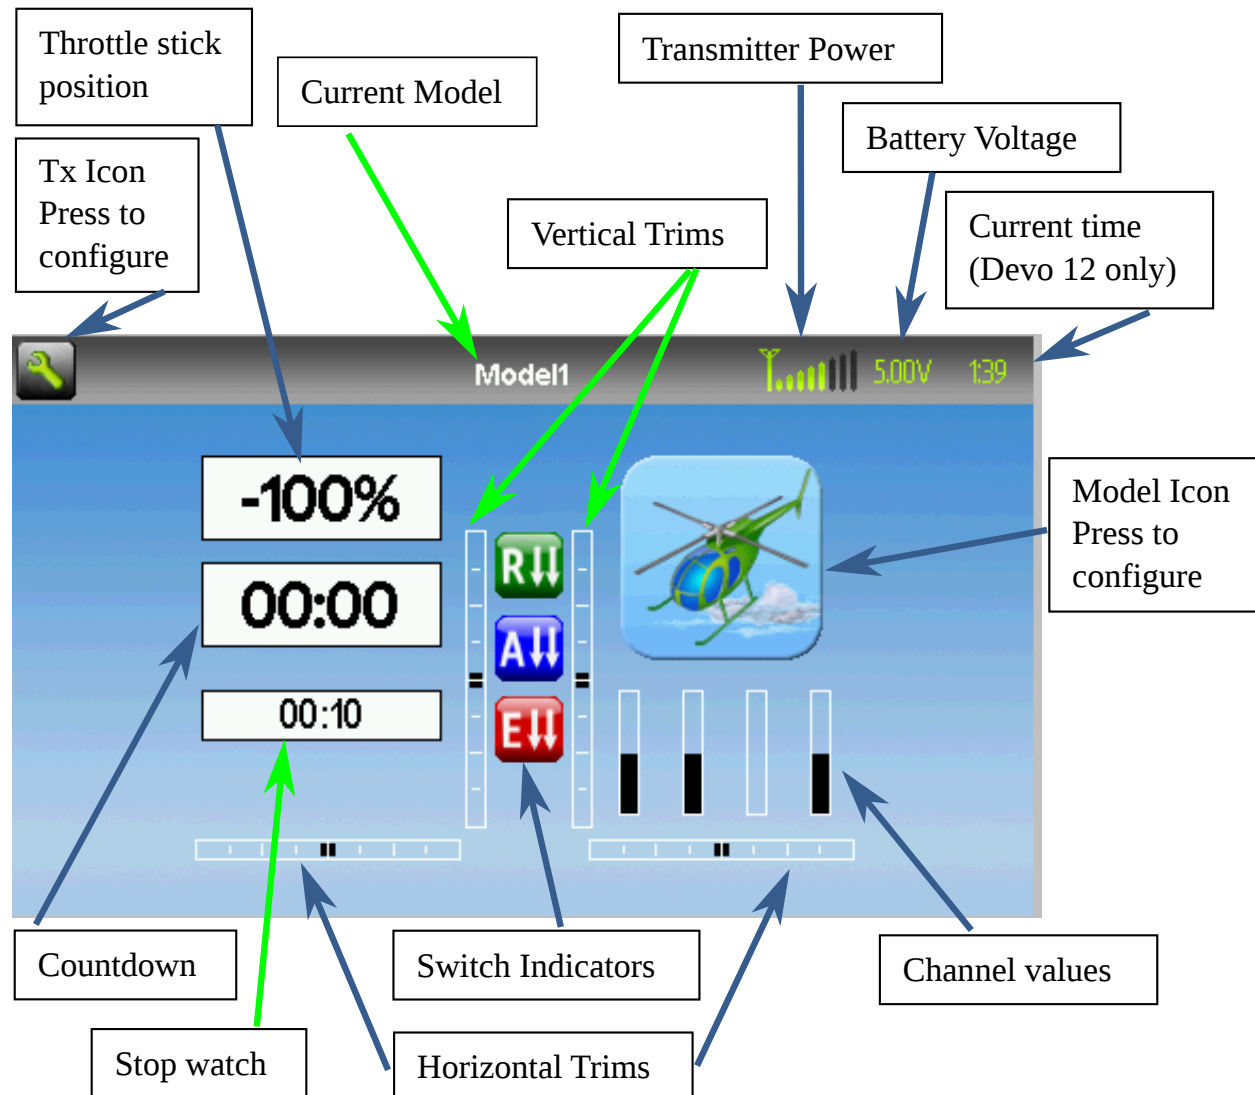 Throttle stick
position
Current Model
Transmitter Power
Battery Voltage
Tx Icon
Press to
configure
Vertical Trims
Current time
(Devo 12 only)
Model1
5.00V
1:39
-100%
00:00
00:10
R
A
E
Model Icon
Press to
configure
Countdown
Switch Indicators
Channel values
Stop watch
Horizontal Trims